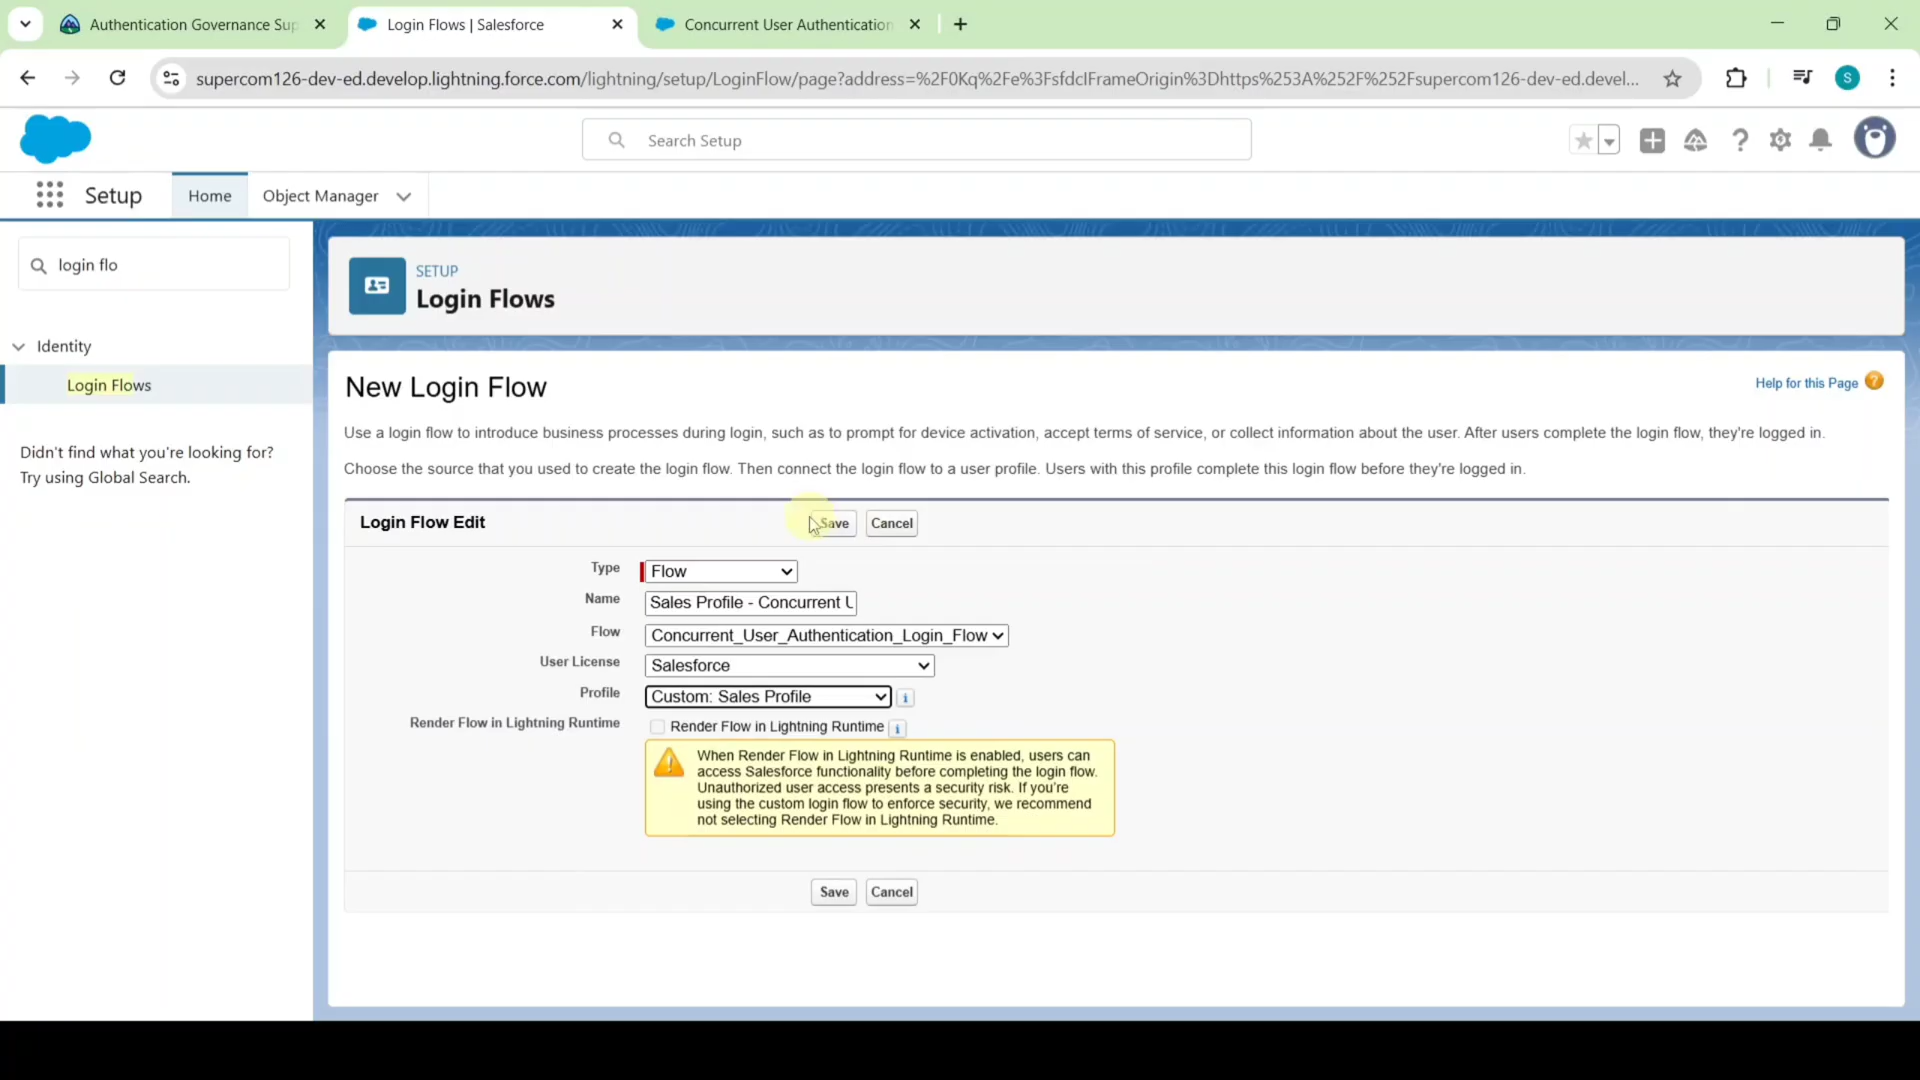 Authentication Governance Sup
Login Flows | Salesforce
Concurrent User Authentication
supercom126-dev-ed.develop.lightning.force.com/lightning/setup/LoginFlow/page?address=%2F0Kq%2Fe%3FsfdcIFrameOrigin%3Dhttps%253A%252F%252Fsupercom126-dev-ed.devel...
S
Search Setup
Setup
Home
Object Manager
login flo
Identity
Login Flows
Didn't find what you're looking for?
Try using Global Search.
SETUP
Login Flows
New Login Flow
Help for this Page
Use a login flow to introduce business processes during login, such as to prompt for device activation, accept terms of service, or collect information about the user. After users complete the login flow, they're logged in.
Choose the source that you used to create the login flow. Then connect the login flow to a user profile. Users with this profile complete this login flow before they're logged in.
Login Flow Edit
Save
Cancel
Type
Flow
Name
Sales Profile - Concurrent U
Flow
Concurrent_User_Authentication_Login_Flow
User License
Salesforce
Profile
Custom: Sales Profile
Render Flow in Lightning Runtime
Render Flow in Lightning Runtime
When Render Flow in Lightning Runtime is enabled, users can
access Salesforce functionality before completing the login flow.
Unauthorized user access presents a security risk. If you're
using the custom login flow to enforce security, we recommend
not selecting Render Flow in Lightning Runtime.
Save
Cancel